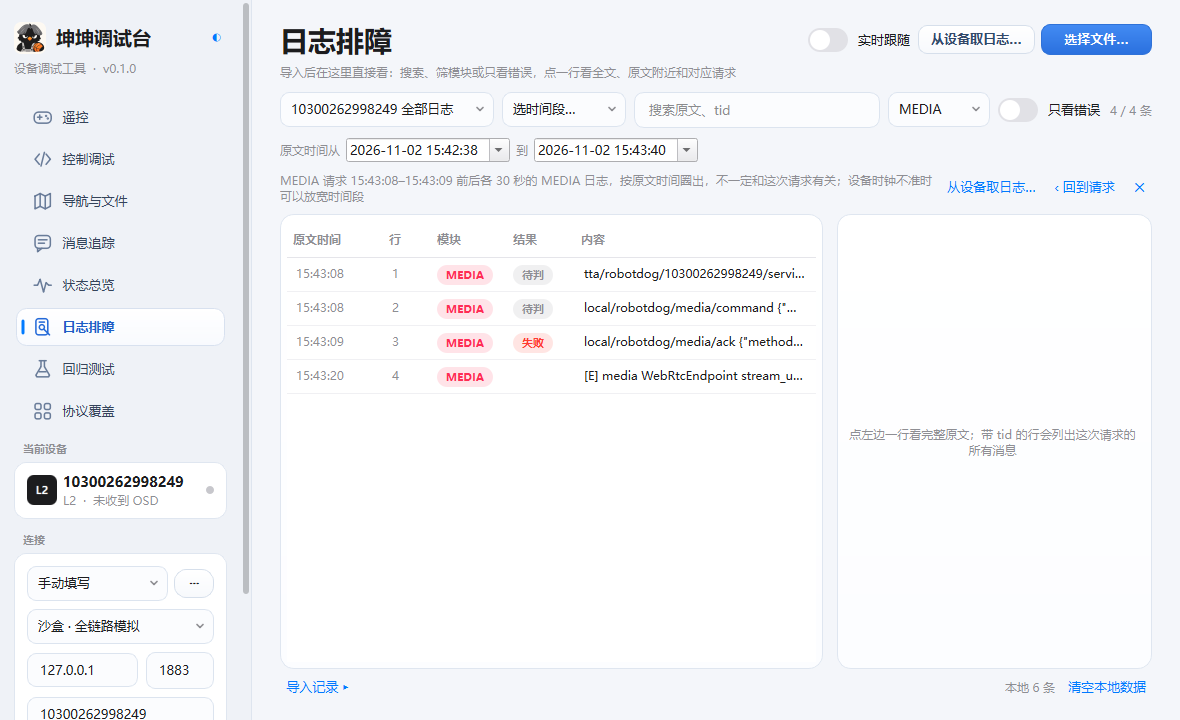 坤坤调试台
设备调试工具 · v0.1.0
遥控
控制调试
导航与文件
消息追踪
状态总览
日志排障
回归测试
协议覆盖
当前设备
L2
10300262998249
L2 · 未收到 OSD
连接
手动填写
...
沙盒 · 全链路模拟
127.0.0.1
1883
10300262998249
日志排障
实时跟随
从设备取日志...
选择文件...
导入后在这里直接看：搜索、筛模块或只看错误，点一行看全文、原文附近和对应请求
10300262998249 全部日志
选时间段...
搜索原文、tid
MEDIA
只看错误
4 / 4 条
原文时间从
2026-11-02 15:42:38
到
2026-11-02 15:43:40
MEDIA 请求 15:43:08–15:43:09 前后各 30 秒的 MEDIA 日志，按原文时间圈出，不一定和这次请求有关；设备时钟不准时
可以放宽时间段
从设备取日志...
‹ 回到请求
×
原文时间 行 模块 结果 内容
15:43:08 1 MEDIA 待判 tta/robotdog/10300262998249/servi...
15:43:08 2 MEDIA 待判 local/robotdog/media/command {"...
15:43:09 3 MEDIA 失败 local/robotdog/media/ack {"method...
15:43:20 4 MEDIA [E] media WebRtcEndpoint stream_u...
点左边一行看完整原文；带 tid 的行会列出这次请求的
所有消息
导入记录 ▸
本地 6 条
清空本地数据